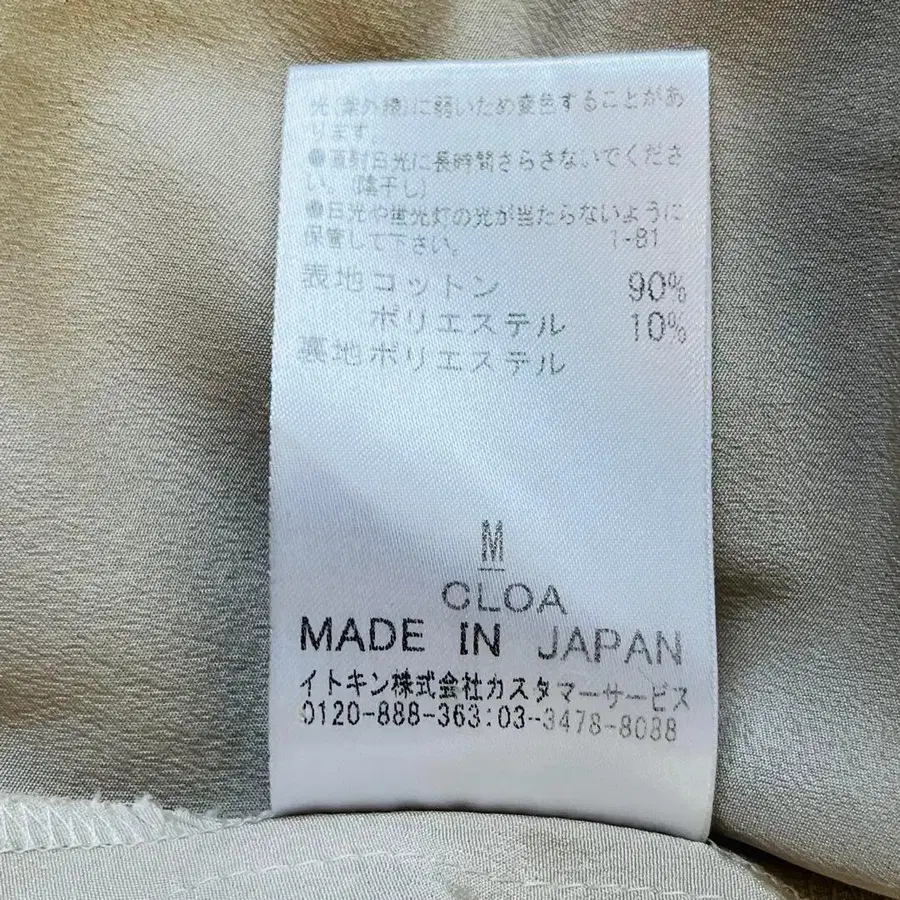 光(紫外線)に弱いため変色することがあ
ります。
●直射日光に長時間さらさないでくださ
い。(陰干し)
●日光や蛍光灯の光が当たらないように
保管して下さい。 1-81
表地コットン 90%
ポリエステル 10%
裏地ポリエステル
M
CLOA
MADE IN JAPAN
イトキン株式会社カスタマーサービス
0120-888-363:03-3478-8088